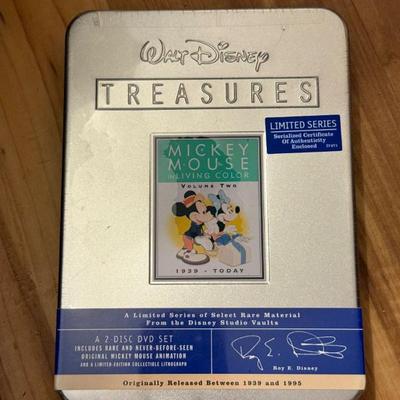 Walt Disney
TREASURES
LIMITED SERIES
Serialized Certificate
Of Authenticity
Enclosed
MICKEY
MOUSE
IN LIVING COLOR
VOLUME TWO
1939 - TODAY
A Limited Series of Select Rare Material
From the Disney Studio Vaults
A 2-DISC DVD SET
INCLUDES RARE AND NEVER-BEFORE-SEEN
ORIGINAL MICKEY MOUSE ANIMATION
AND A LIMITED EDITION COLLECTIBLE LITHOGRAPH
Roy E. Disney
Roy E. Disney
Originally Released Between 1939 and 1995